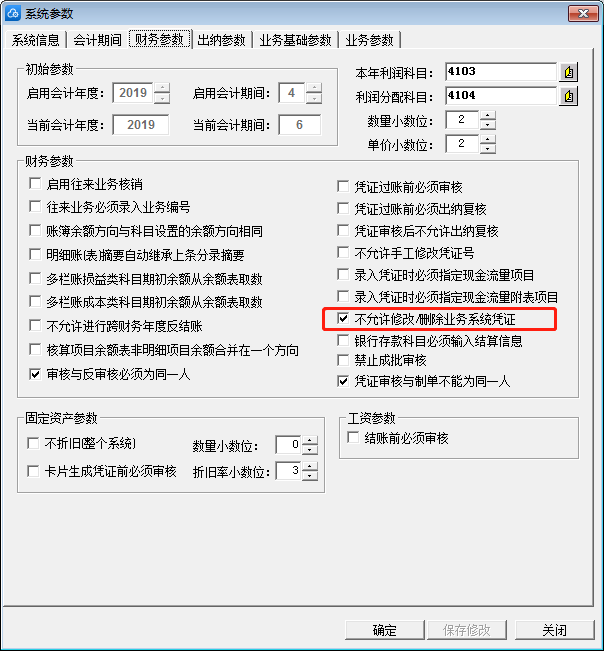 系统参数
系统信息 会计期间 财务参数 出纳参数 业务基础参数 业务参数
初始参数
启用会计年度: 2019 启用会计期间: 4
当前会计年度: 2019 当前会计期间: 6
本年利润科目: 4103
利润分配科目: 4104
数量小数位: 2
单价小数位: 2
财务参数
启用往来业务核销
往来业务必须录入业务编号
账簿余额方向与科目设置的余额方向相同
明细账(表)摘要自动继承上条分录摘要
多栏账损益类科目期初余额从余额表取数
多栏账成本类科目期初余额从余额表取数
不允许进行跨财务年度反结账
核算项目余额表非明细项目余额合并在一个方向
审核与反审核必须为同一人
凭证过账前必须审核
凭证过账前必须出纳复核
凭证审核后不允许出纳复核
不允许手工修改凭证号
录入凭证时必须指定现金流量项目
录入凭证时必须指定现金流量附表项目
不允许修改/删除业务系统凭证
银行存款科目必须输入结算信息
禁止成批审核
凭证审核与制单不能为同一人
固定资产参数
不折旧(整个系统) 数量小数位: 0
卡片生成凭证前必须审核 折旧率小数位: 3
工资参数
结账前必须审核
确定 保存修改 关闭